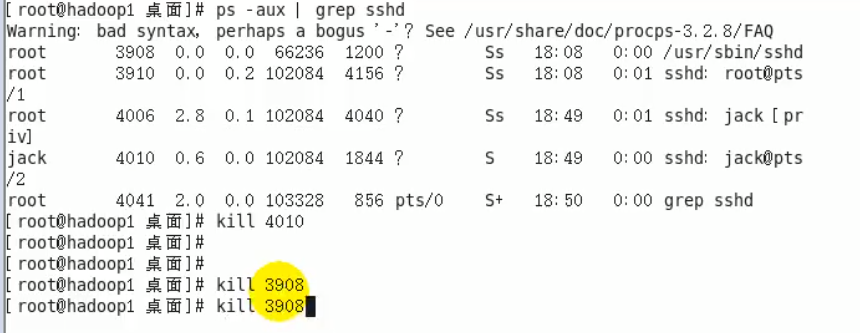 [root@hadoop1 桌面]# ps -aux | grep sshd
Warning: bad syntax, perhaps a bogus '-'? See /usr/share/doc/procps-3.2.8/FAQ
root      3908  0.0  0.0  66236  1200 ?        Ss   18:08   0:00 /usr/sbin/sshd
root      3910  0.0  0.2 102084  4156 ?        Ss   18:08   0:01 sshd: root@pts
/1
root      4006  2.8  0.1 102084  4040 ?        Ss   18:49   0:01 sshd: jack [pr
iv]
jack      4010  0.6  0.0 102084  1844 ?        S    18:49   0:00 sshd: jack@pts
/2
root      4041  2.0  0.0 103328   856 pts/0    S+   18:50   0:00 grep sshd
[root@hadoop1 桌面]# kill 4010
[root@hadoop1 桌面]#
[root@hadoop1 桌面]#
[root@hadoop1 桌面]# kill 3908
[root@hadoop1 桌面]# kill 3908